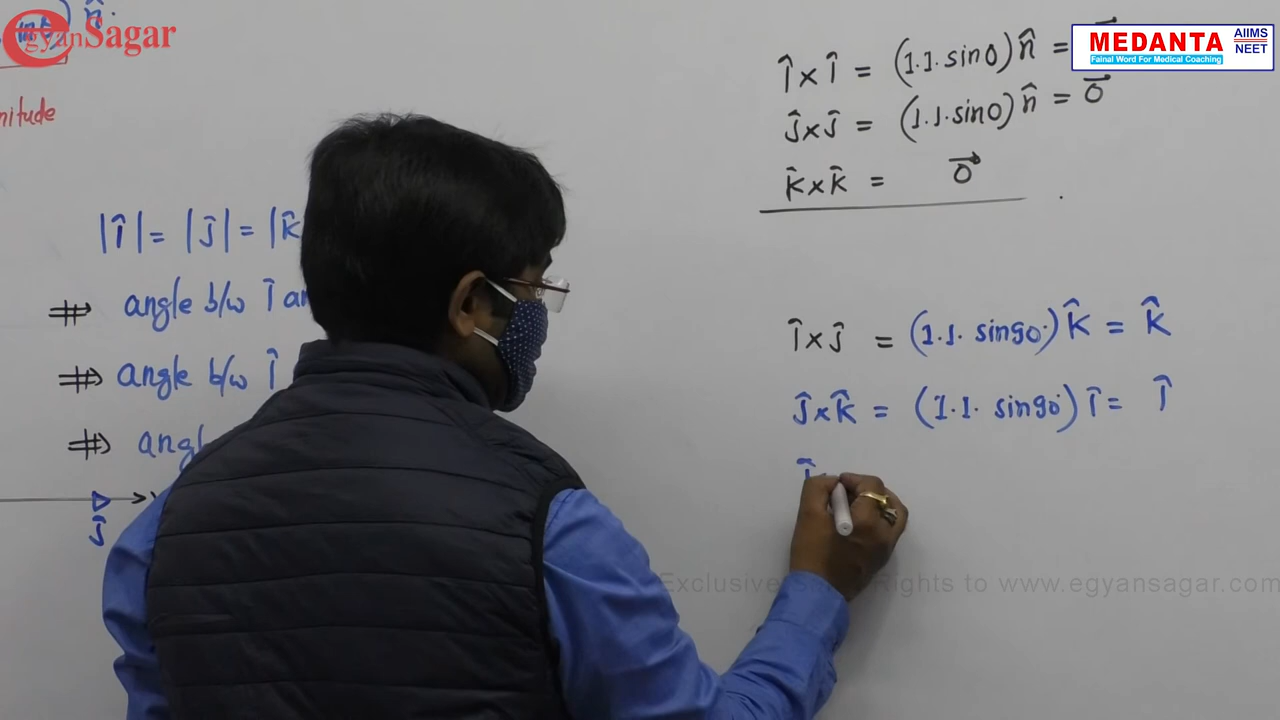 egyanSagar
n̂.
nitude
|î| = |ĵ| = |k̂
⇛ angle b/w î an
⇛ angle b/w î
⇛ angl
ĵ
MEDANTA AIIMS NEET
Fainal Word For Medical Coaching
î × î = (1.1. sin0) n̂ =
ĵ × ĵ = (1.1. sin0) n̂ = 0⃗
k̂ × k̂ = 0⃗
î × ĵ = (1.1. sin90°) k̂ = k̂
ĵ × k̂ = (1.1. sin90°) î = î
Exclusive Rights to www.egyansagar.com